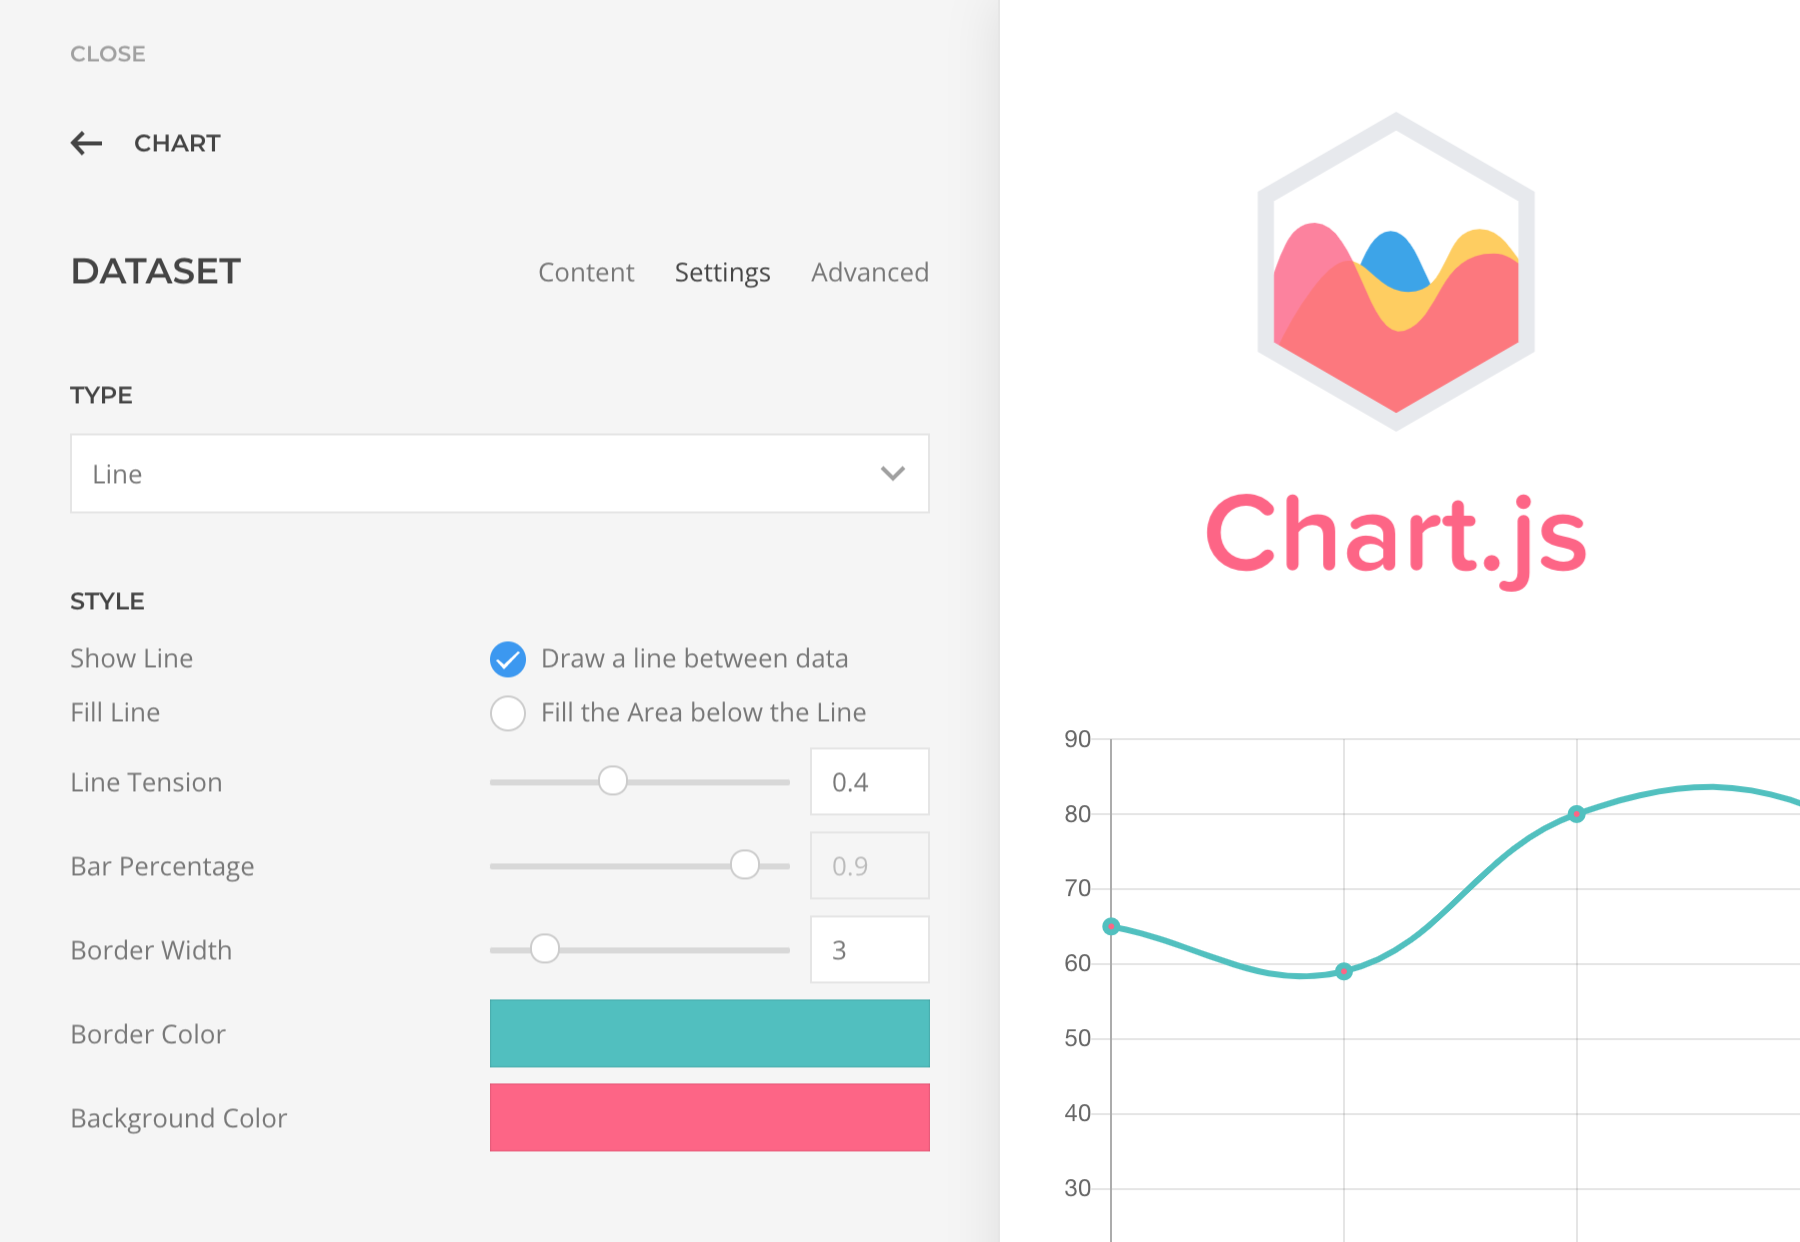 CLOSE
CHART
DATASET
Content Settings Advanced
TYPE
Line
STYLE
Show Line Draw a line between data
Fill Line Fill the Area below the Line
Line Tension 0.4
Bar Percentage 0.9
Border Width 3
Border Color
Background Color
Chart.js
90
80
70
60
50
40
30